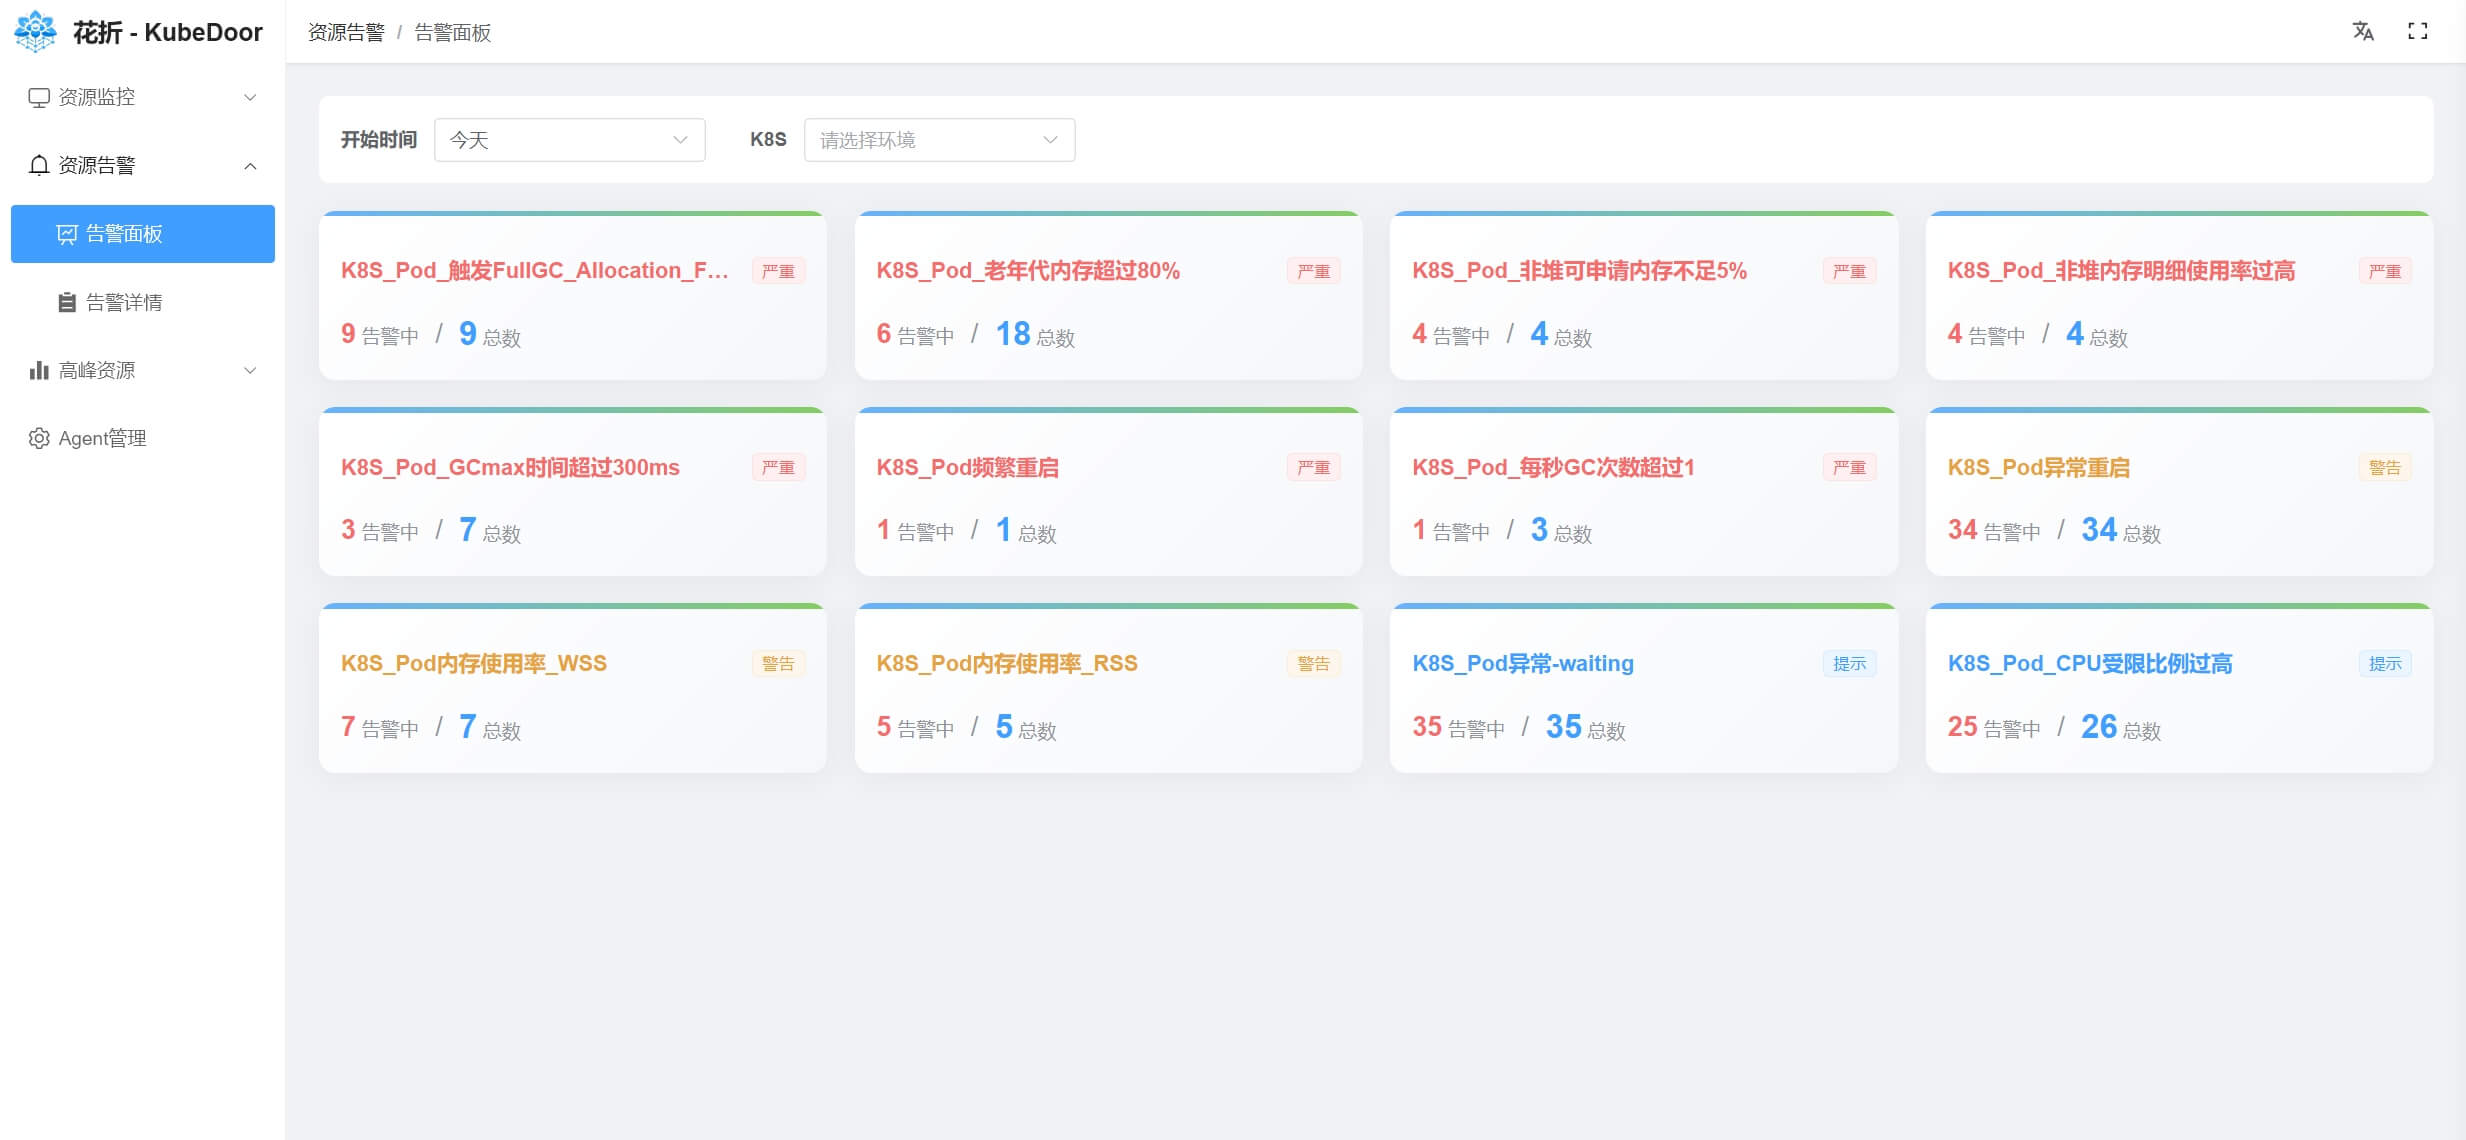 花折 - KubeDoor
资源监控
资源告警
告警面板
告警详情
高峰资源
Agent管理
资源告警 / 告警面板
开始时间 今天 K8S 请选择环境
K8S_Pod_触发FullGC_Allocation_F... 严重
9 告警中 / 9 总数
K8S_Pod_老年代内存超过80% 严重
6 告警中 / 18 总数
K8S_Pod_非堆可申请内存不足5% 严重
4 告警中 / 4 总数
K8S_Pod_非堆内存明细使用率过高 严重
4 告警中 / 4 总数
K8S_Pod_GCmax时间超过300ms 严重
3 告警中 / 7 总数
K8S_Pod频繁重启 严重
1 告警中 / 1 总数
K8S_Pod_每秒GC次数超过1 严重
1 告警中 / 3 总数
K8S_Pod异常重启 警告
34 告警中 / 34 总数
K8S_Pod内存使用率_WSS 警告
7 告警中 / 7 总数
K8S_Pod内存使用率_RSS 警告
5 告警中 / 5 总数
K8S_Pod异常-waiting 提示
35 告警中 / 35 总数
K8S_Pod_CPU受限比例过高 提示
25 告警中 / 26 总数